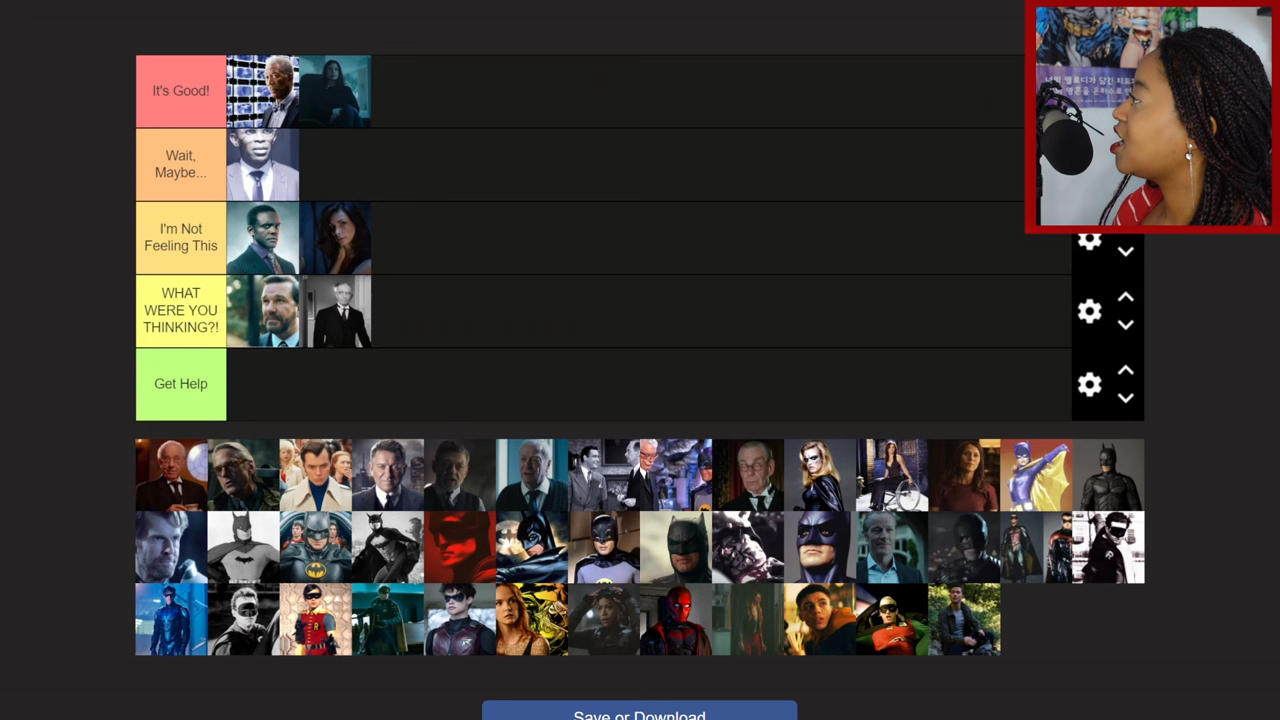 It's Good!
Wait,
Maybe...
I'm Not
Feeling This
WHAT
WERE YOU
THINKING?!
Get Help
Save or Download